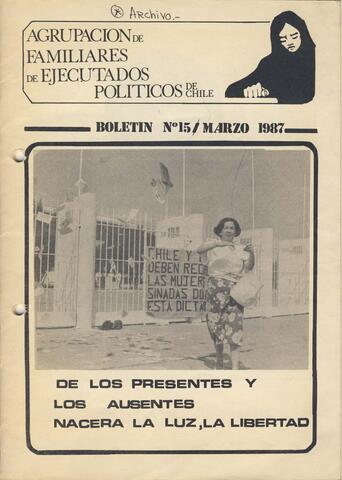 Archivo.-
AGRUPACION DE
FAMILIARES
DE EJECUTADOS
POLITICOS DE CHILE
BOLETIN Nº15/MARZO 1987
CHILE Y
DEBEN REC
LAS MUJER
SINADAS DU
ESTA DICTA
DE LOS PRESENTES Y
LOS AUSENTES
NACERA LA LUZ, LA LIBERTAD